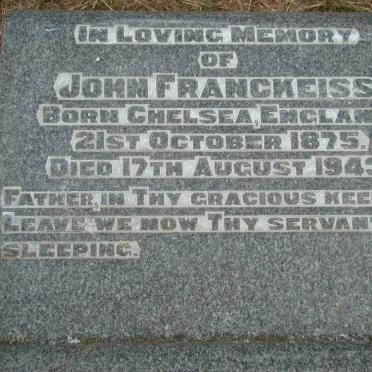 In Loving Memory
of
John Franckeiss
Born Chelsea, Englan
21st October 1875.
Died 17th August 194
Father, in Thy gracious kee
Leave we now Thy servan
sleeping.